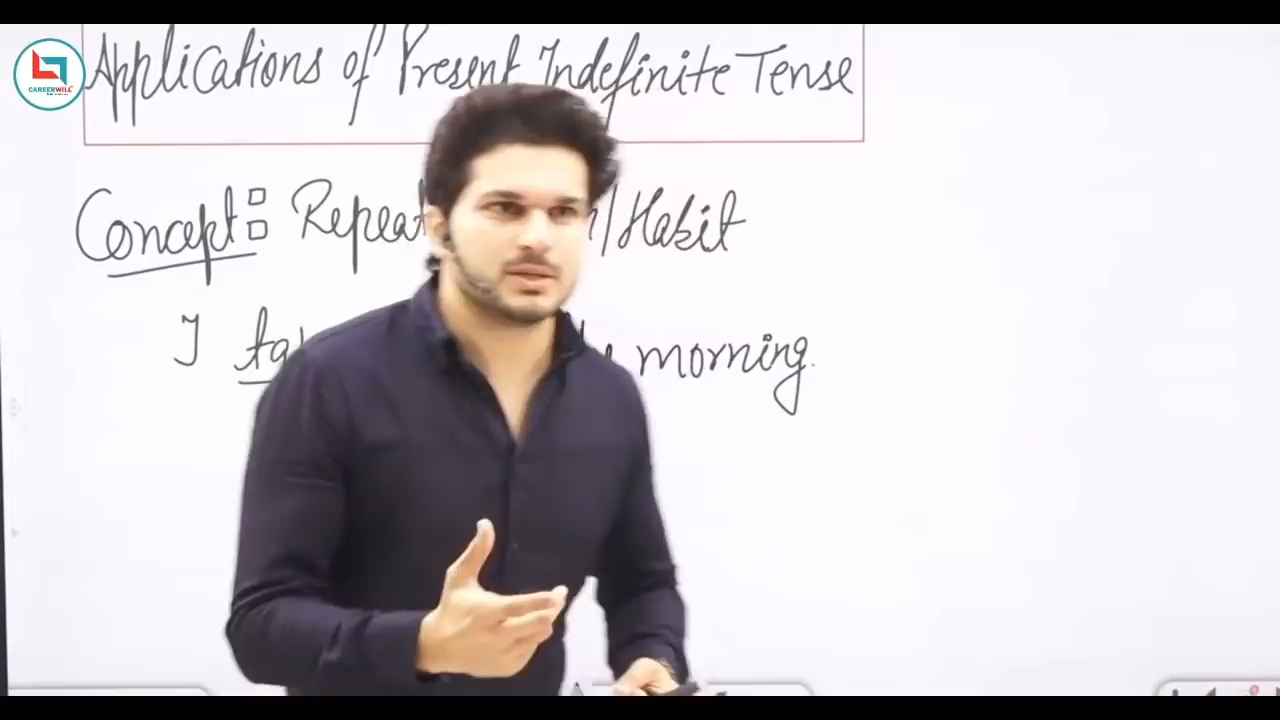 CAREERWILL
Applications of Present Indefinite Tense
Concept: Repeat /Habit
I morning.